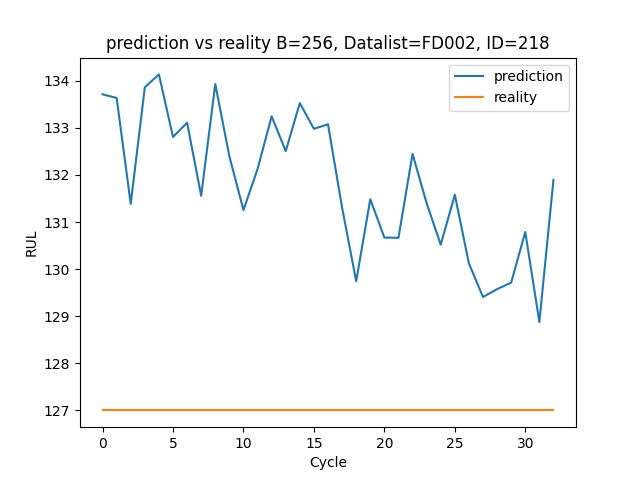 prediction vs reality B=256, Datalist=FD002, ID=218
prediction
reality
RUL
134
133
132
131
130
129
128
127
0 5 10 15 20 25 30
Cycle